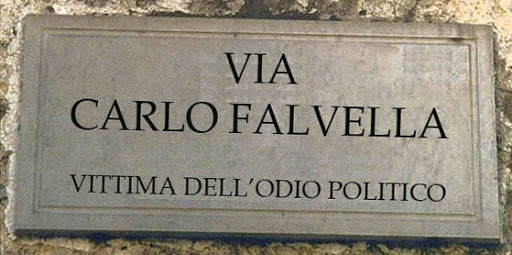 VIA
CARLO FALVELLA
VITTIMA DELL'ODIO POLITICO